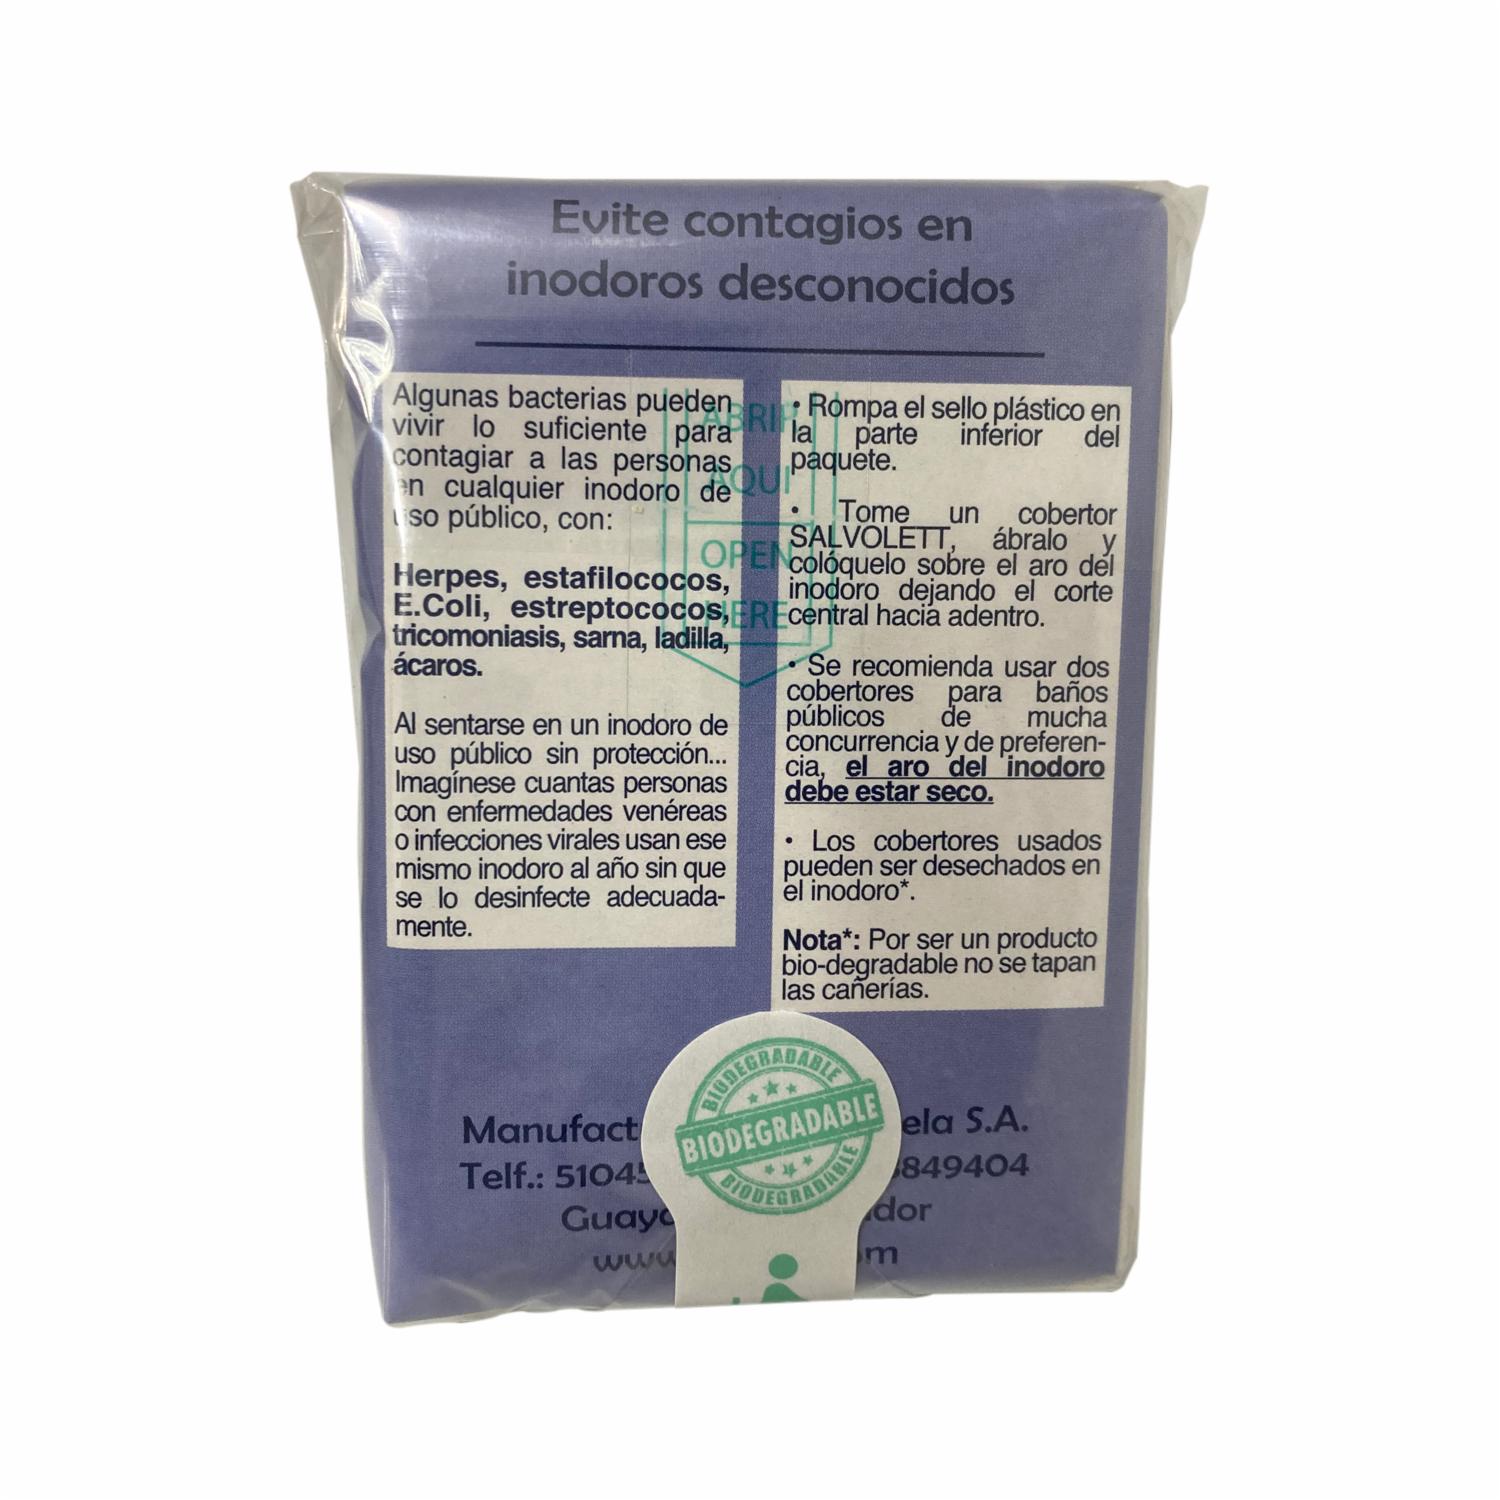 Evite contagios en
inodoros desconocidos
Algunas bacterias pueden
vivir lo suficiente para
contagiar a las personas
en cualquier inodoro de
uso público, con:
Herpes, estafilococos,
E.Coli, estreptococos,
tricomoniasis, sarna, ladilla,
ácaros.
Al sentarse en un inodoro de
uso público sin protección...
Imagínese cuantas personas
con enfermedades venéreas
o infecciones virales usan ese
mismo inodoro al año sin que
se lo desinfecte adecuada-
mente.
ABRIR
AQUI
OPEN
HERE
• Rompa el sello plástico en
la parte inferior del
paquete.
• Tome un cobertor
SALVOLETT, ábralo y
colóquelo sobre el aro del
inodoro dejando el corte
central hacia adentro.
• Se recomienda usar dos
cobertores para baños
públicos de mucha
concurrencia y de preferen-
cia, el aro del inodoro
debe estar seco.
• Los cobertores usados
pueden ser desechados en
el inodoro*.
Nota*: Por ser un producto
bio-degradable no se tapan
las cañerías.
BIODEGRADABLE
BIODEGRADABLE
BIODEGRADABLE
Manufact ela S.A.
Telf.: 5104 849404
Guaya dor
www m